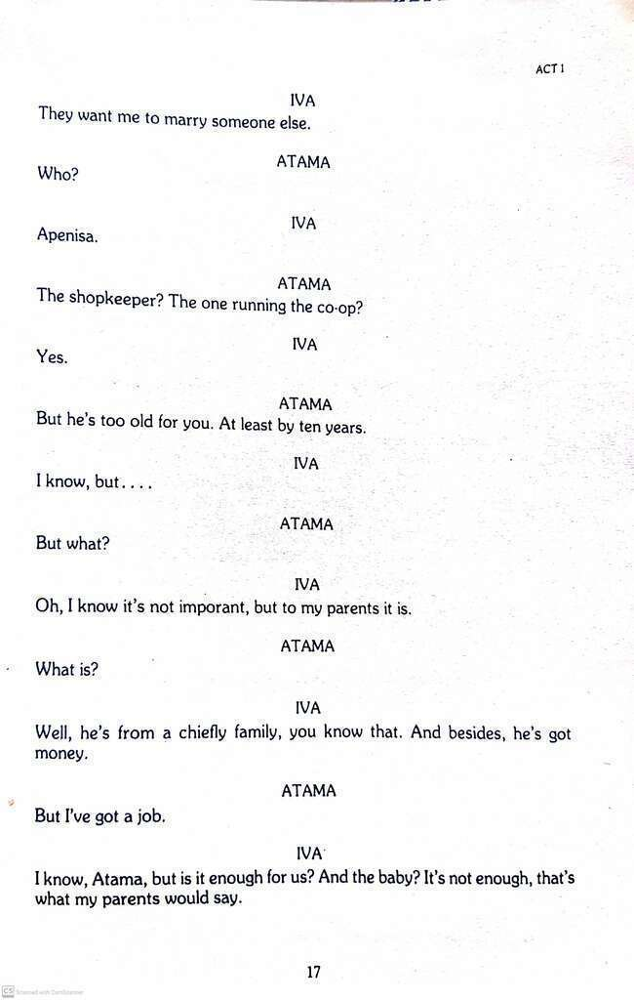 ACT 1
IVA
They want me to marry someone else.
ATAMA
Who?
IVA
Apenisa.
ATAMA
The shopkeeper? The one running the co-op?
IVA
Yes.
ATAMA
But he's too old for you. At least by ten years.
IVA
I know, but....
ATAMA
But what?
IVA
Oh, I know it's not imporant, but to my parents it is.
ATAMA
What is?
IVA
Well, he's from a chiefly family, you know that. And besides, he's got
money.
ATAMA
But I've got a job.
IVA
I know, Atama, but is it enough for us? And the baby? It's not enough, that's
what my parents would say.
17
CS Scanned with CamScanner